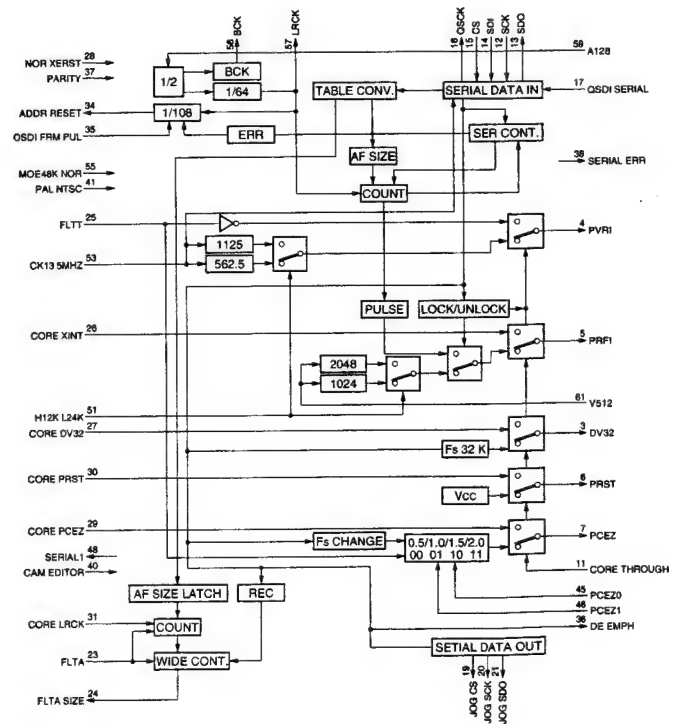 56 BCK
57 LRCK
16 QSCK
15 CS
14 SDI
12 SCK
13 SDO
NOR XERST 28
PARITY 37
ADDR RESET 34
OSDI FRM PUL 35
MOE48K NOR 55
PAL NTSC 41
FLTT 25
CK13 5MHZ 53
CORE XINT 26
H12K L24K 51
CORE DV32 27
CORE PRST 30
CORE PCEZ 29
SERIAL1 48
CAM EDITOR 40
CORE LRCK 31
FLTA 23
FLTA SIZE 24
1/2
BCK
1/64
1/108
ERR
TABLE CONV.
SERIAL DATA IN
SER CONT.
AF SIZE
COUNT
1125
562.5
PULSE
LOCK/UNLOCK
2048
1024
Fs 32 K
Vcc
Fs CHANGE
0.5/1.0/1.5/2.0
00 01 10 11
AF SIZE LATCH
REC
COUNT
WIDE CONT.
SETIAL DATA OUT
A128
17 QSDI SERIAL
38 SERIAL ERR
4 PVRI
5 PRFI
61 V512
3 DV32
6 PRST
7 PCEZ
11 CORE THROUGH
45 PCEZ0
46 PCEZ1
36 DE EMPH
19 JOG CS
20 JOG SCK
21 JOG SDO